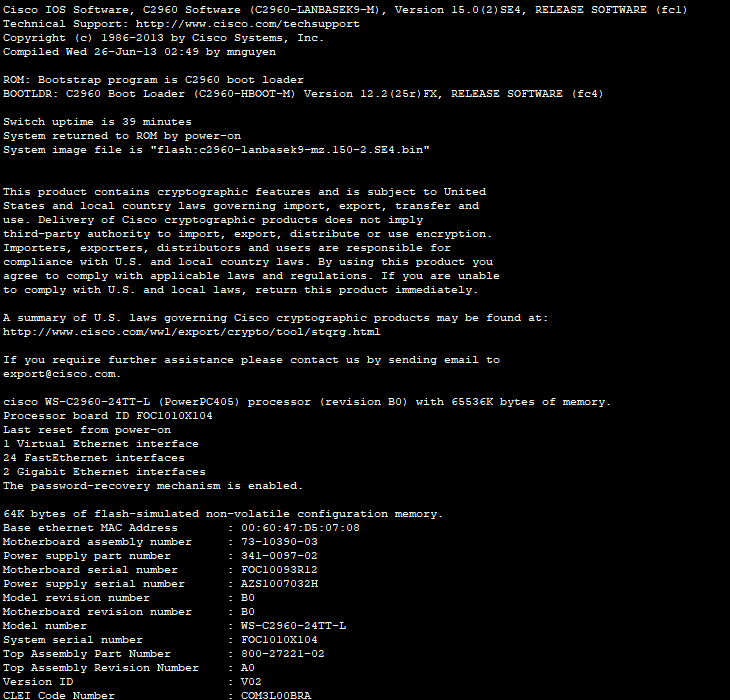 Cisco IOS Software, C2960 Software (C2960-LANBASEK9-M), Version 15.0(2)SE4, RELEASE SOFTWARE (fc1)
Technical Support: http://www.cisco.com/techsupport
Copyright (c) 1986-2013 by Cisco Systems, Inc.
Compiled Wed 26-Jun-13 02:49 by mnguyen

ROM: Bootstrap program is C2960 boot loader
BOOTLDR: C2960 Boot Loader (C2960-HBOOT-M) Version 12.2(25r)FX, RELEASE SOFTWARE (fc4)

Switch uptime is 39 minutes
System returned to ROM by power-on
System image file is "flash:c2960-lanbasek9-mz.150-2.SE4.bin"

This product contains cryptographic features and is subject to United
States and local country laws governing import, export, transfer and
use. Delivery of Cisco cryptographic products does not imply
third-party authority to import, export, distribute or use encryption.
Importers, exporters, distributors and users are responsible for
compliance with U.S. and local country laws. By using this product you
agree to comply with applicable laws and regulations. If you are unable
to comply with U.S. and local laws, return this product immediately.

A summary of U.S. laws governing Cisco cryptographic products may be found at:
http://www.cisco.com/wwl/export/crypto/tool/stqrg.html

If you require further assistance please contact us by sending email to
export@cisco.com.

cisco WS-C2960-24TT-L (PowerPC405) processor (revision B0) with 65536K bytes of memory.
Processor board ID FOC1010X104
Last reset from power-on
1 Virtual Ethernet interface
24 FastEthernet interfaces
2 Gigabit Ethernet interfaces
The password-recovery mechanism is enabled.

64K bytes of flash-simulated non-volatile configuration memory.
Base ethernet MAC Address : 00:60:47:D5:07:08
Motherboard assembly number : 73-10390-03
Power supply part number : 341-0097-02
Motherboard serial number : FOC10093R12
Power supply serial number : AZS1007032H
Model revision number : B0
Motherboard revision number : B0
Model number : WS-C2960-24TT-L
System serial number : FOC1010X104
Top Assembly Part Number : 800-27221-02
Top Assembly Revision Number : A0
Version ID : V02
CLEI Code Number : COM3L00BRA